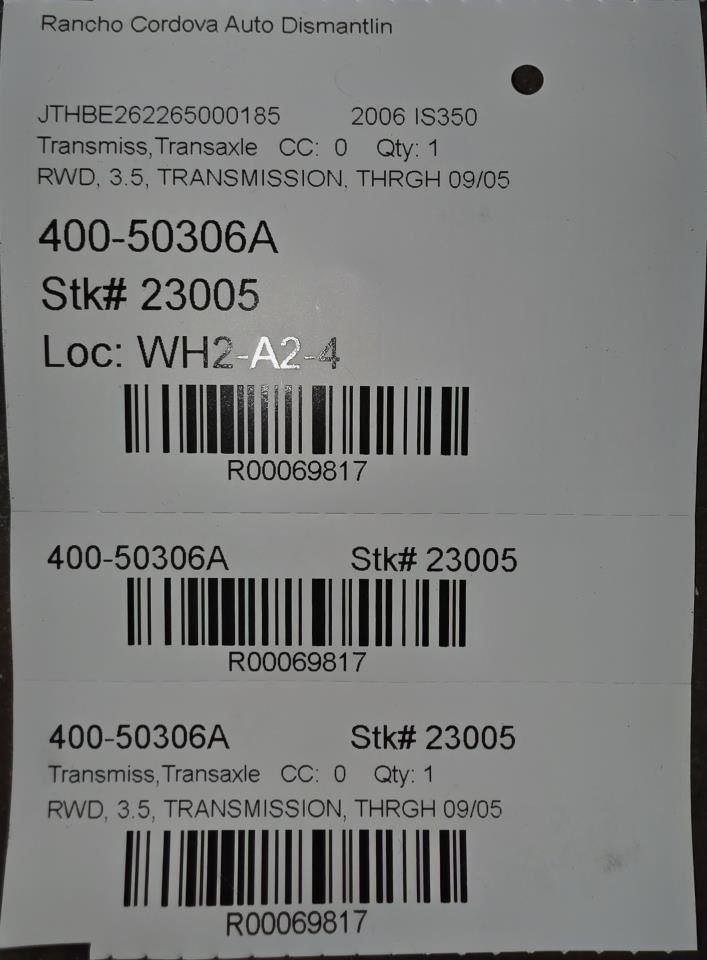 Rancho Cordova Auto Dismantlin
JTHBE262265000185 2006 IS350
Transmiss,Transaxle CC: 0 Qty: 1
RWD, 3.5, TRANSMISSION, THRGH 09/05
400-50306A
Stk# 23005
Loc: WH2-A2-4
R00069817
400-50306A Stk# 23005
R00069817
400-50306A Stk# 23005
Transmiss,Transaxle CC: 0 Qty: 1
RWD, 3.5, TRANSMISSION, THRGH 09/05
R00069817